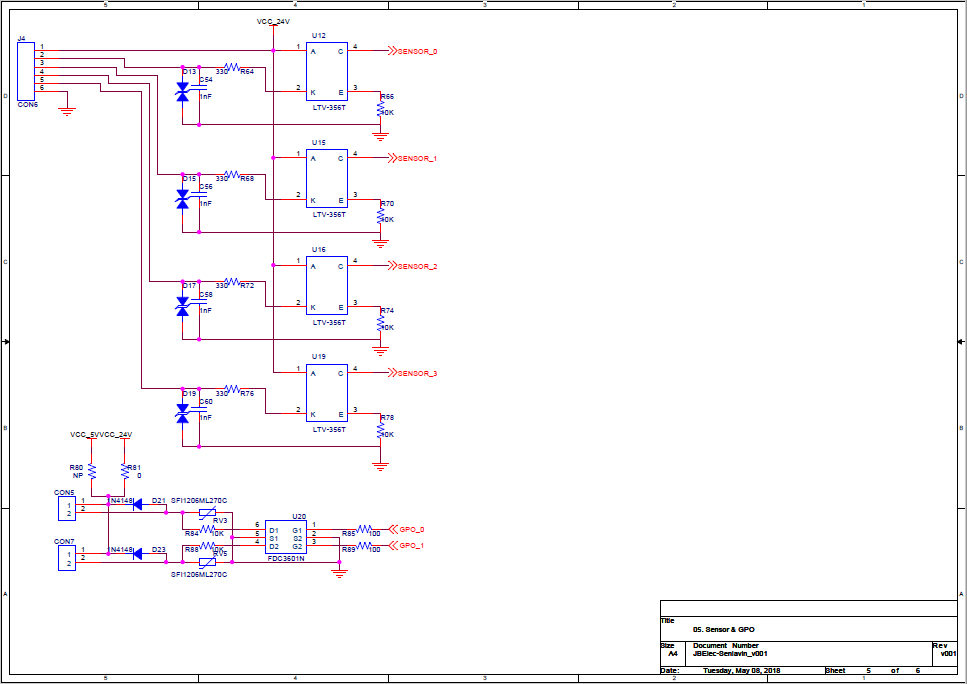 5 4 3 2 1
VCC_24V
J4
1
2
3
4
5
6
CON6
U12
1 A C 4 SENSOR_0
2 K E 3
LTV-356T
D13
C54
1nF
330 R64
R66
D D
U15
1 A C 4 SENSOR_1
2 K E 3
LTV-356T
D15
C56
1nF
330 R68
R70
C C
U16
1 A C 4 SENSOR_2
2 K E 3
LTV-356T
D17
C58
1nF
330 R72
R74
U19
1 A C 4 SENSOR_3
2 K E 3
LTV-356T
D19
C60
1nF
330 R76
R78
B B
VCC_5V VCC_24V
R80
NP
R81
0
CON5
1 1
2 2
1N4148 D21
SFI1206ML270C
RV3
R84 10K
R88 10K
RV5
SFI1206ML270C
CON7
1 1
2 2
1N4148 D23
U20
6 D1 G1 1
5 S1 S2 2
4 D2 G2 3
FDC3601N
R85 100
R89 100
GPO_0
GPO_1
A A
Title
05. Sensor & GPO
Size
A4
Document Number
JBElec-Senlavin_v001
Rev
v001
Date: Tuesday, May 08, 2018
Sheet 5 of 6
5 4 3 2 1